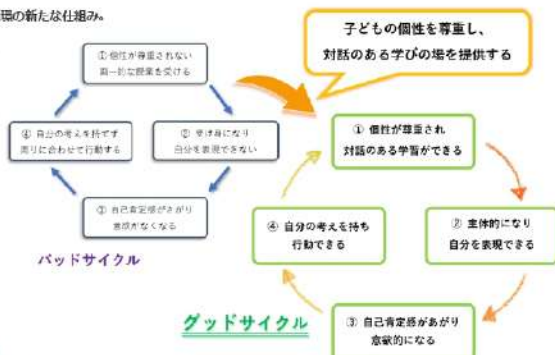 環の新たな仕組み。
子どもの個性を尊重し、
対話のある学びの場を提供する
① 個性が尊重されない
画一的な授業を受ける
② 受け身になり
自分を表現できない
③ 自己肯定感がさがり
意欲がなくなる
④ 自分の考えを持てず
周りに合わせて行動する
バッドサイクル
① 個性が尊重され
対話のある学習ができる
② 主体的になり
自分を表現できる
③ 自己肯定感があがり
意欲的になる
④ 自分の考えを持ち
行動できる
グッドサイクル